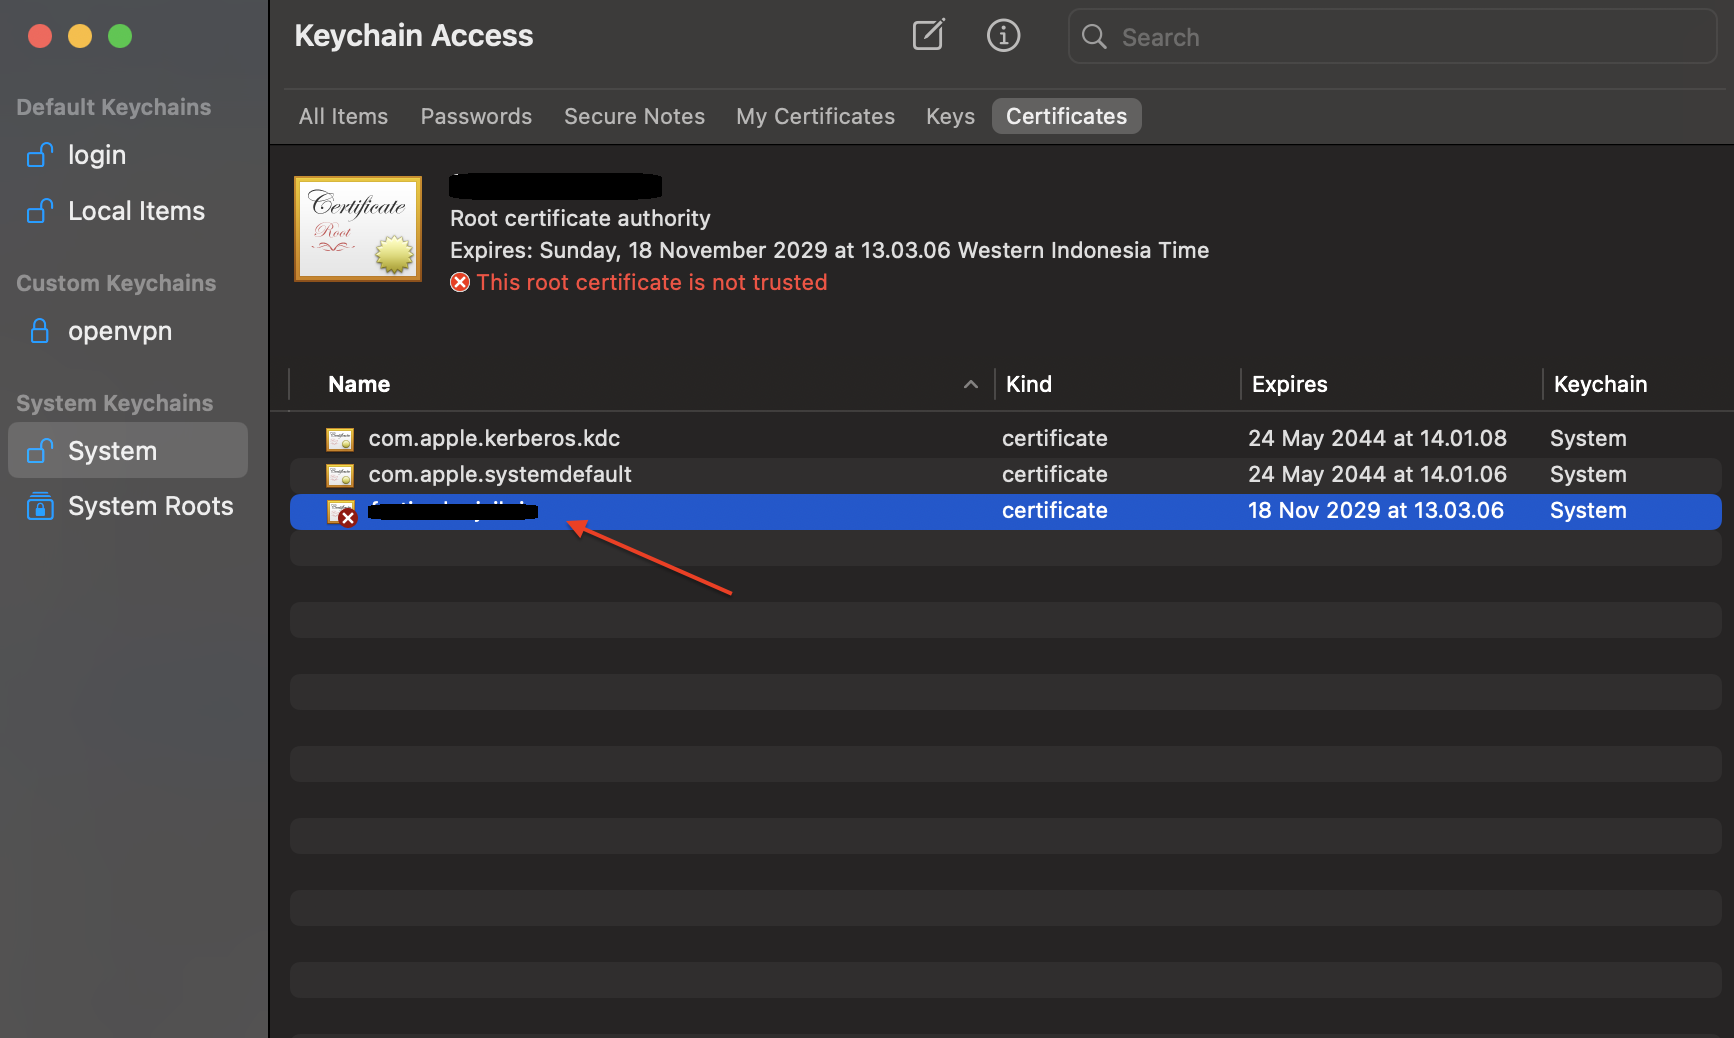 Keychain Access
Search
Default Keychains
login
Local Items
Custom Keychains
openvpn
System Keychains
System
System Roots
All Items Passwords Secure Notes My Certificates Keys Certificates
Certificate
Root
Root certificate authority
Expires: Sunday, 18 November 2029 at 13.03.06 Western Indonesia Time
This root certificate is not trusted
Name Kind Expires Keychain
com.apple.kerberos.kdc certificate 24 May 2044 at 14.01.08 System
com.apple.systemdefault certificate 24 May 2044 at 14.01.06 System
certificate 18 Nov 2029 at 13.03.06 System